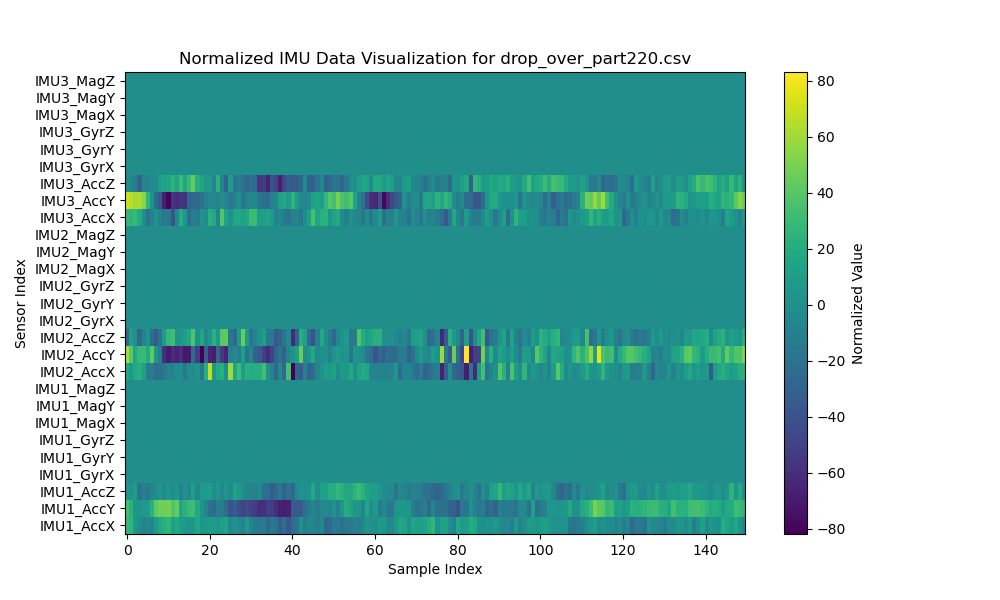 Normalized IMU Data Visualization for drop_over_part220.csv
IMU3_MagZ
IMU3_MagY
IMU3_MagX
IMU3_GyrZ
IMU3_GyrY
IMU3_GyrX
IMU3_AccZ
IMU3_AccY
IMU3_AccX
IMU2_MagZ
IMU2_MagY
IMU2_MagX
IMU2_GyrZ
IMU2_GyrY
IMU2_GyrX
IMU2_AccZ
IMU2_AccY
IMU2_AccX
IMU1_MagZ
IMU1_MagY
IMU1_MagX
IMU1_GyrZ
IMU1_GyrY
IMU1_GyrX
IMU1_AccZ
IMU1_AccY
IMU1_AccX
Sensor Index
0 20 40 60 80 100 120 140
Sample Index
80
60
40
20
0
−20
−40
−60
−80
Normalized Value